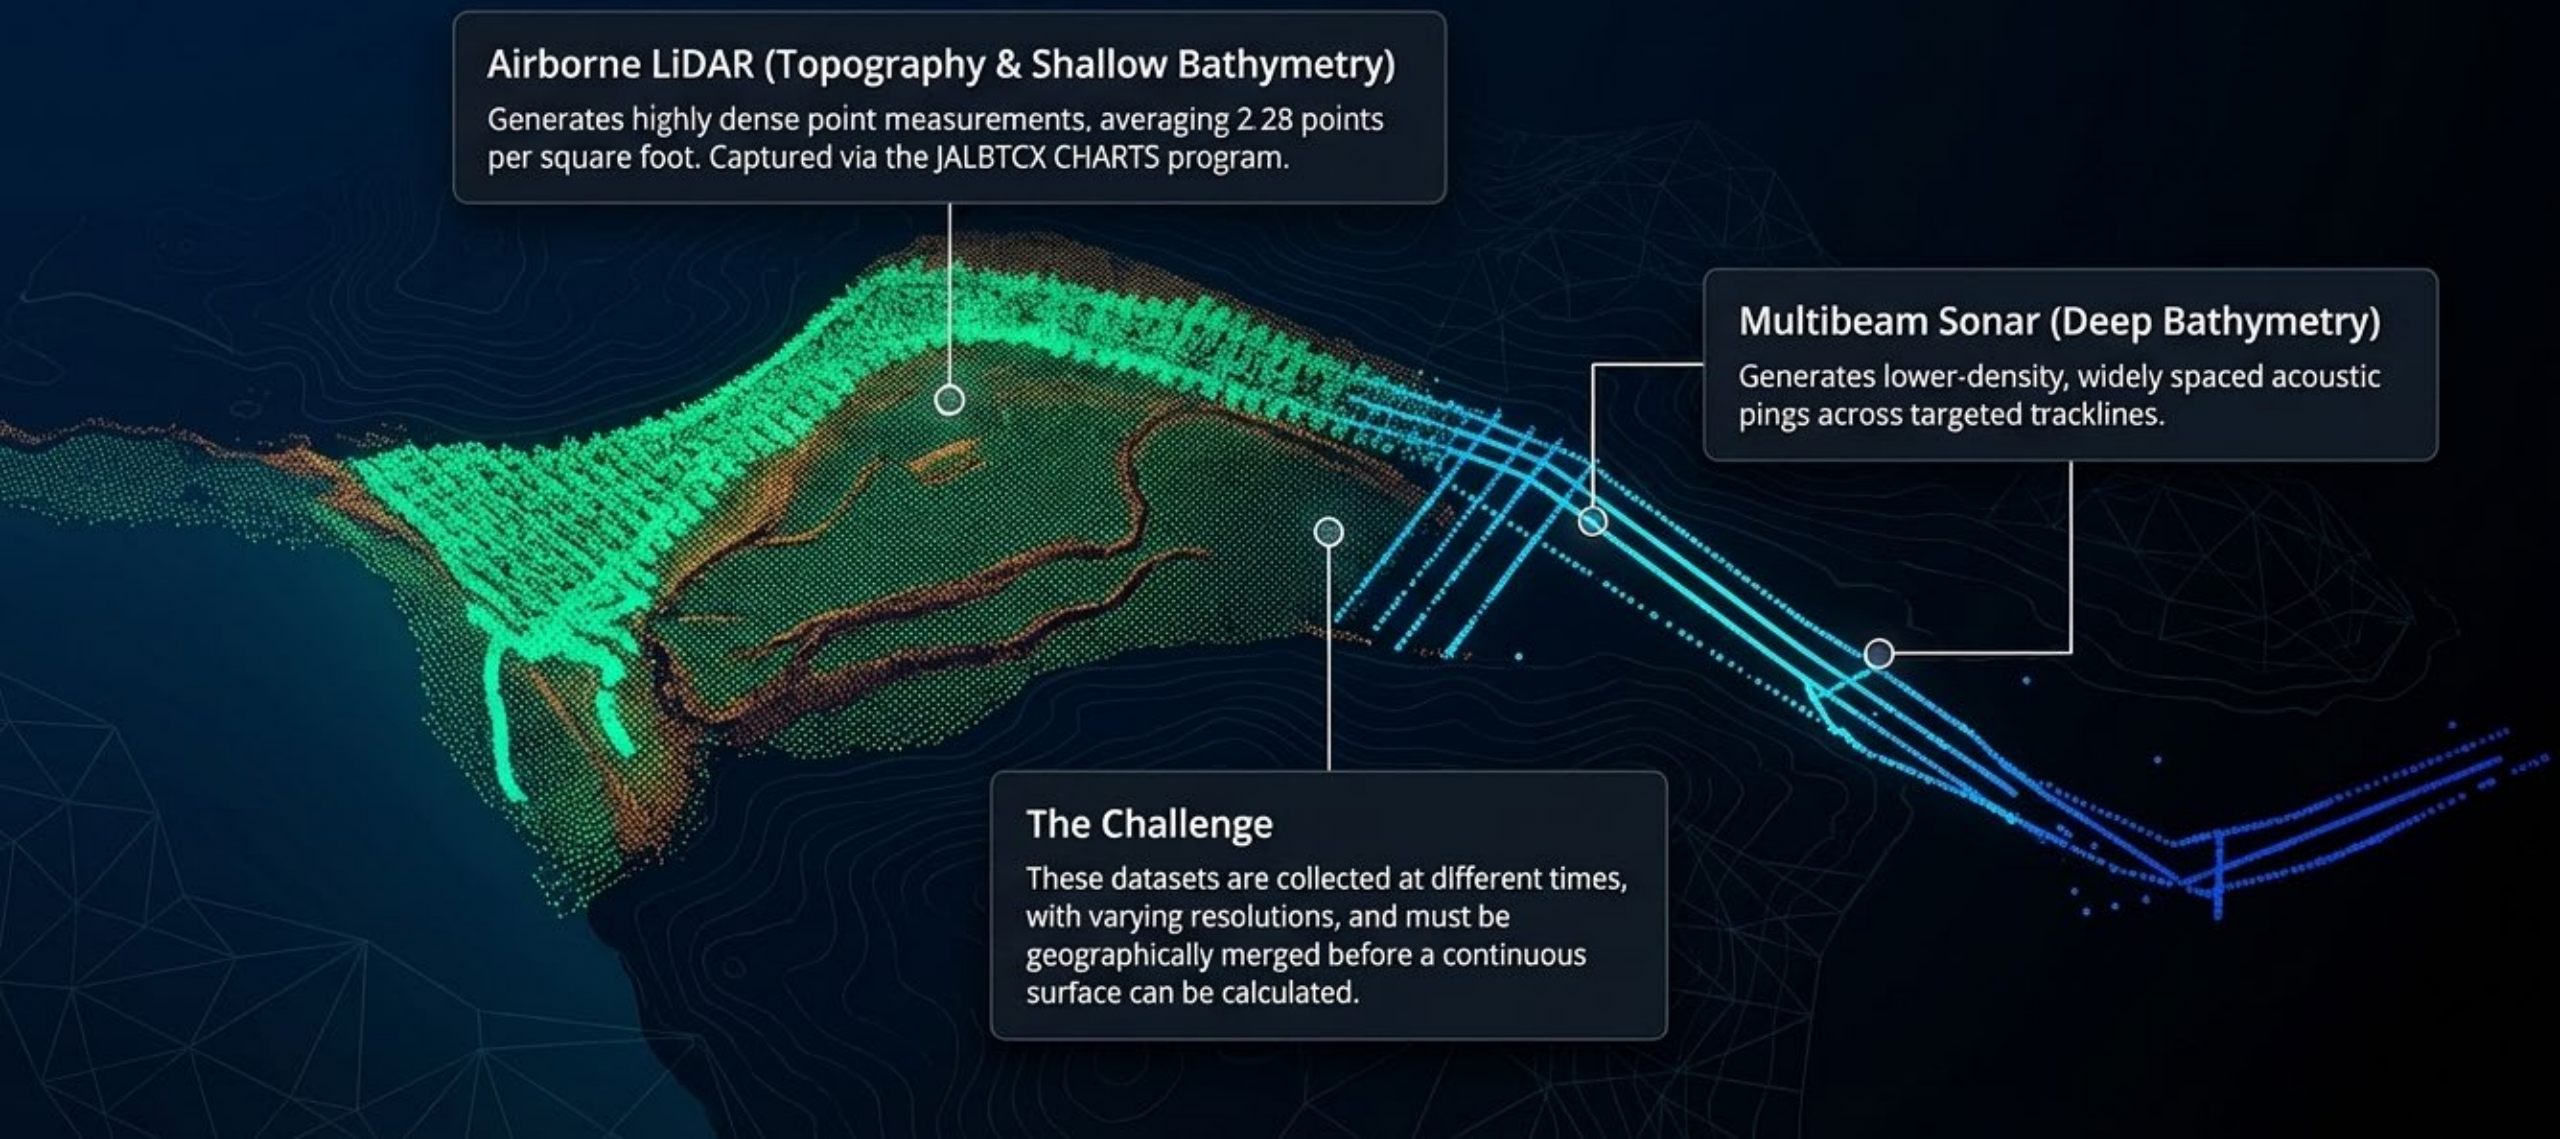 Airborne LiDAR (Topography & Shallow Bathymetry)
Generates highly dense point measurements, averaging 2.28 points
per square foot. Captured via the JALBTCX CHARTS program.
Multibeam Sonar (Deep Bathymetry)
Generates lower-density, widely spaced acoustic
pings across targeted tracklines.
The Challenge
These datasets are collected at different times,
with varying resolutions, and must be
geographically merged before a continuous
surface can be calculated.